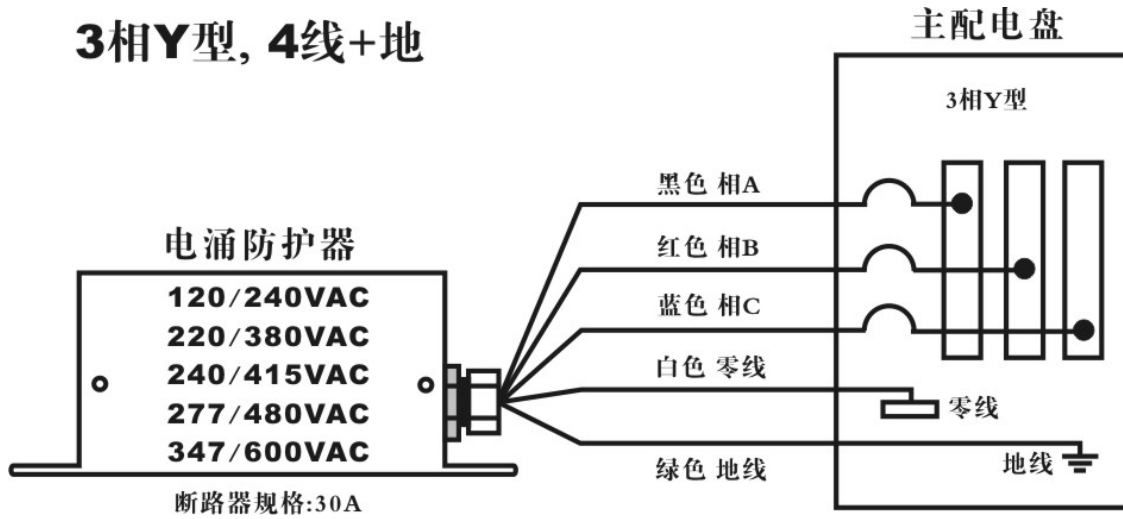 3相Y型, 4线+地
主配电盘
3相Y型
黑色 相A
电涌防护器
红色 相B
120/240VAC
220/380VAC
240/415VAC
277/480VAC
347/600VAC
蓝色 相C
白色 零线
零线
绿色 地线
地线
断路器规格:30A